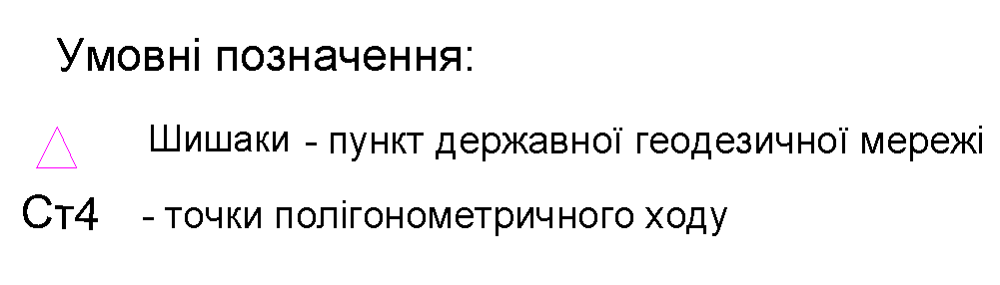 Умовні позначення:
Шишаки - пункт державної геодезичної мережі
Ст4 - точки полігонометричного ходу